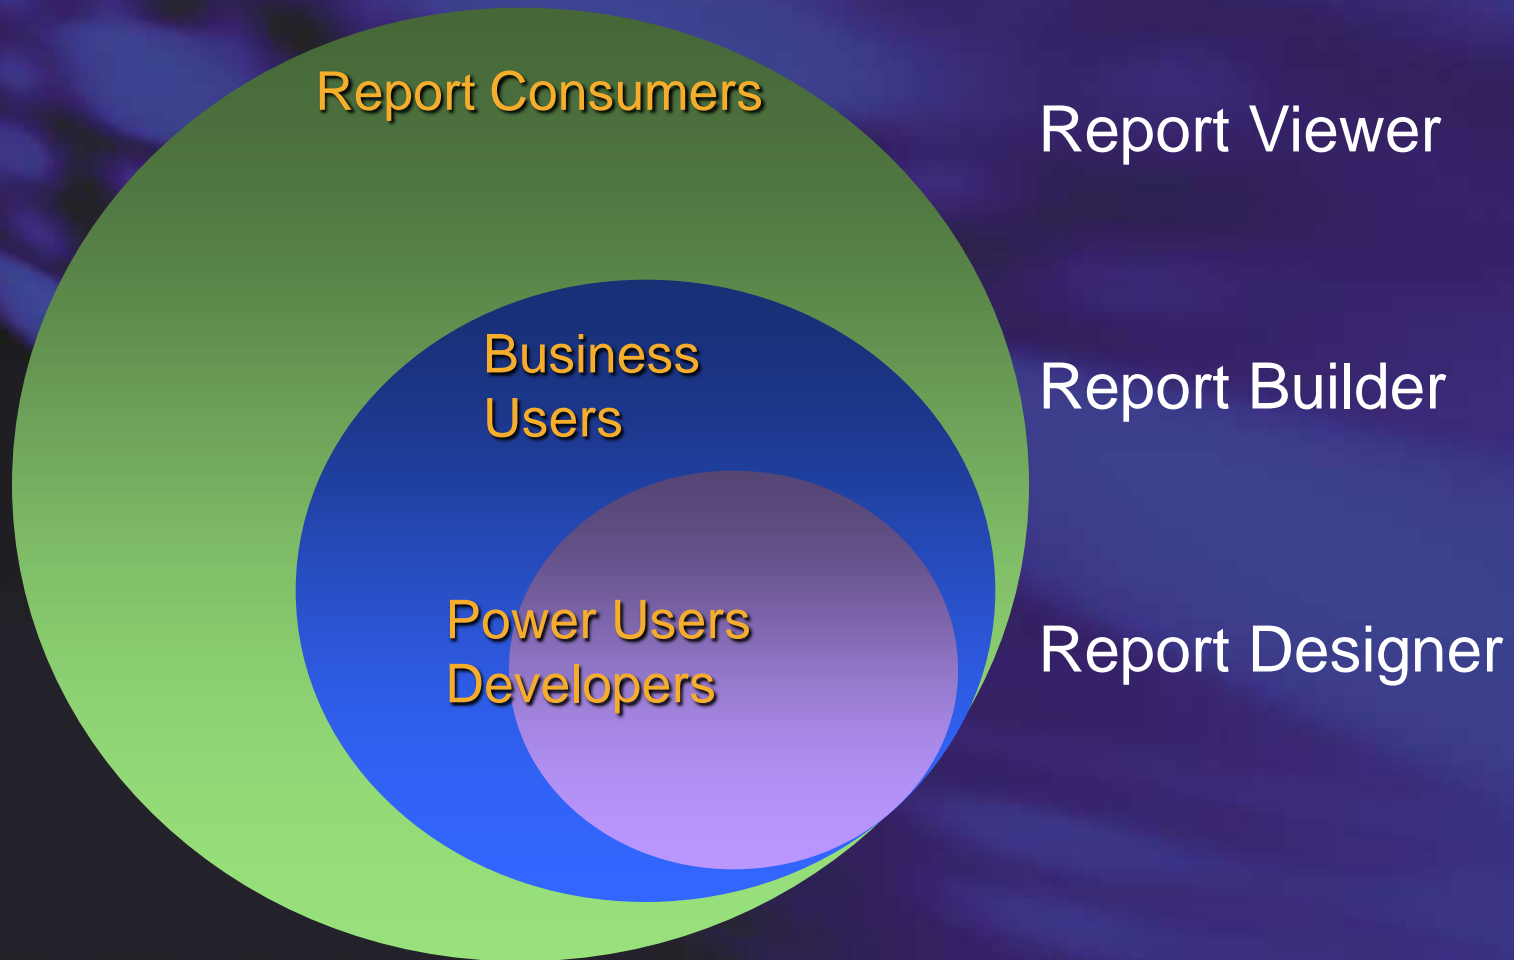 Report Consumers
Report Viewer
Business
Users
Report Builder
Power Users
Developers
Report Designer